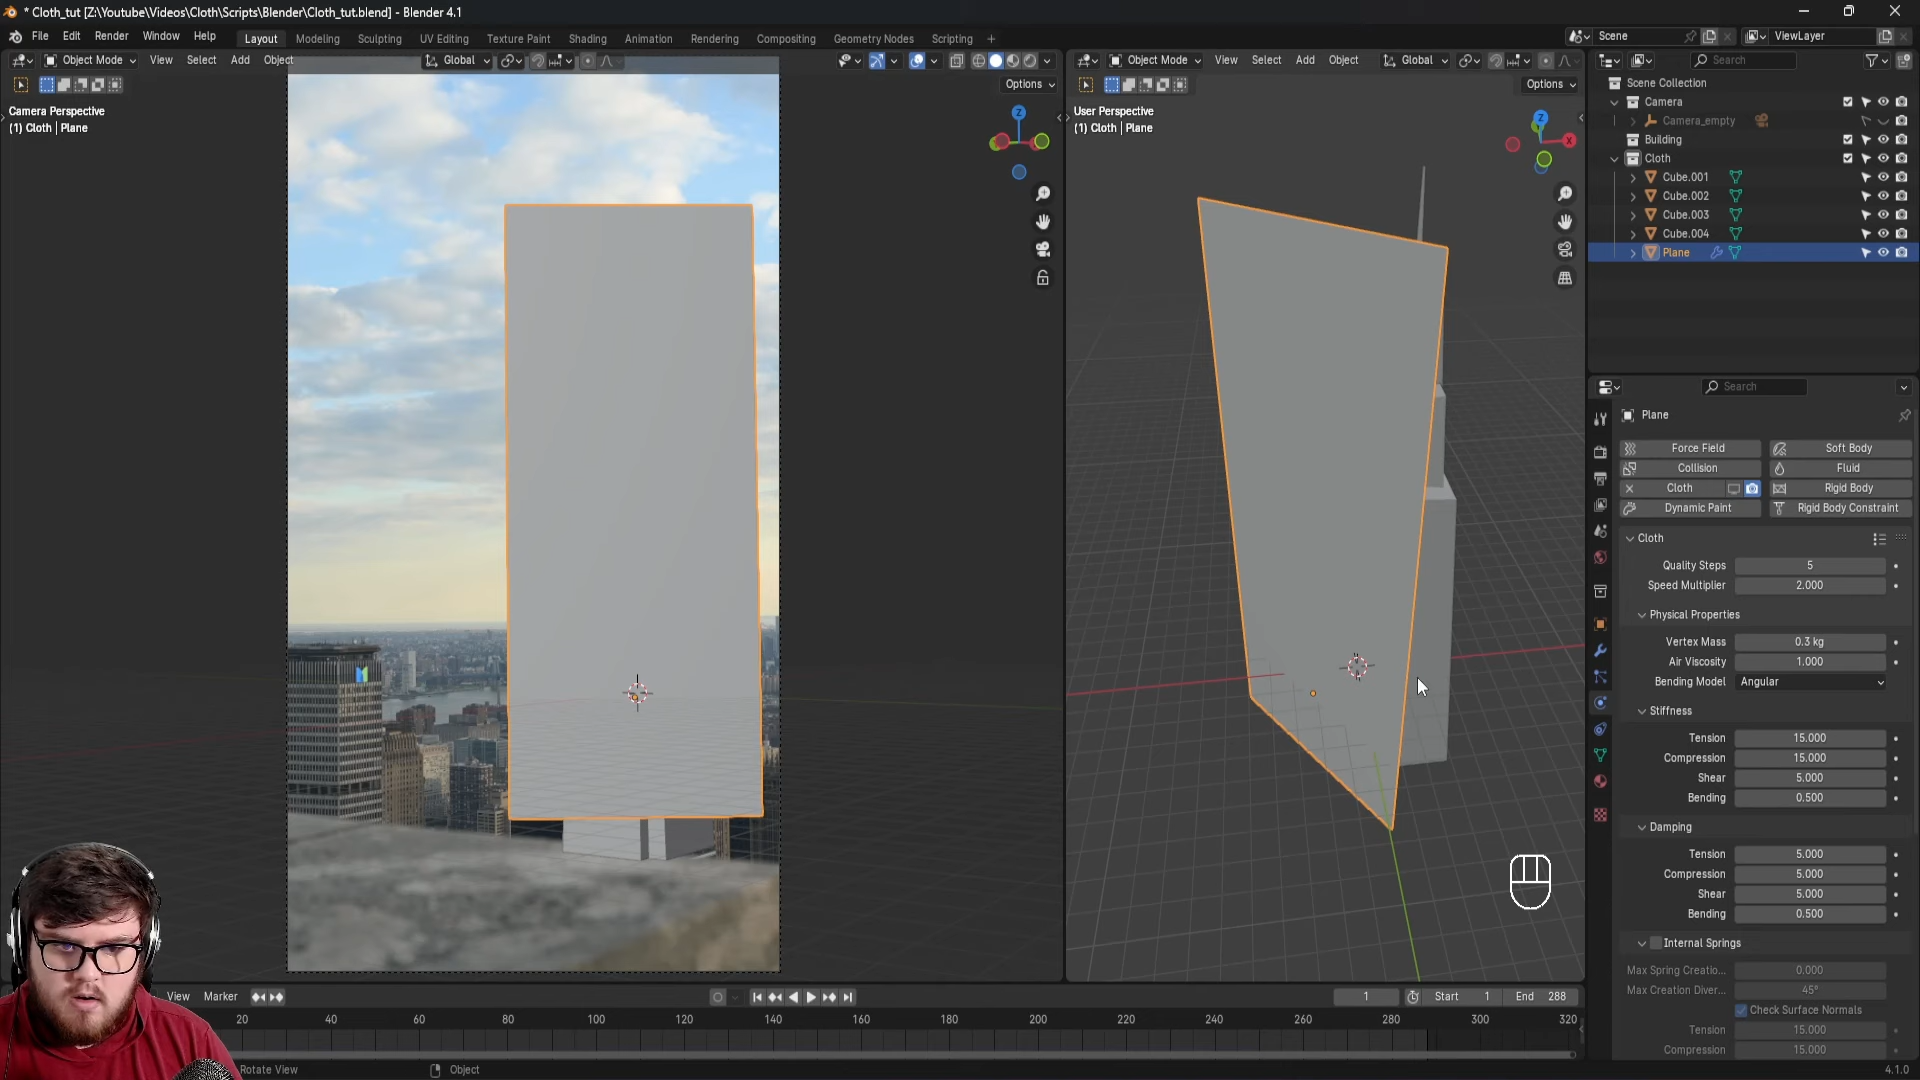 * Cloth_tut [Z:\Youtube\Videos\Cloth\Scripts\Blender\Cloth_tut.blend] - Blender 4.1
File Edit Render Window Help
Layout Modeling Sculpting UV Editing Texture Paint Shading Animation Rendering Compositing Geometry Nodes Scripting +
Scene
ViewLayer
Object Mode View Select Add Object Global
Options
Camera Perspective
(1) Cloth | Plane
Z
Object Mode View Select Add Object Global
Options
User Perspective
(1) Cloth | Plane
Z
X
Search
Scene Collection
Camera
Camera_empty
Building
Cloth
Cube.001
Cube.002
Cube.003
Cube.004
Plane
Search
Plane
Force Field Soft Body
Collision Fluid
Cloth Rigid Body
Dynamic Paint Rigid Body Constraint
Cloth
Quality Steps 5
Speed Multiplier 2.000
Physical Properties
Vertex Mass 0.3 kg
Air Viscosity 1.000
Bending Model Angular
Stiffness
Tension 15.000
Compression 15.000
Shear 5.000
Bending 0.500
Damping
Tension 5.000
Compression 5.000
Shear 5.000
Bending 0.500
Internal Springs
Max Spring Creatio... 0.000
Max Creation Diver... 45°
Check Surface Normals
Tension 15.000
Compression 15.000
View Marker
1 Start 1 End 288
20 40 60 80 100 120 140 160 180 200 220 240 260 280 300 320
Rotate View Object
4.1.0